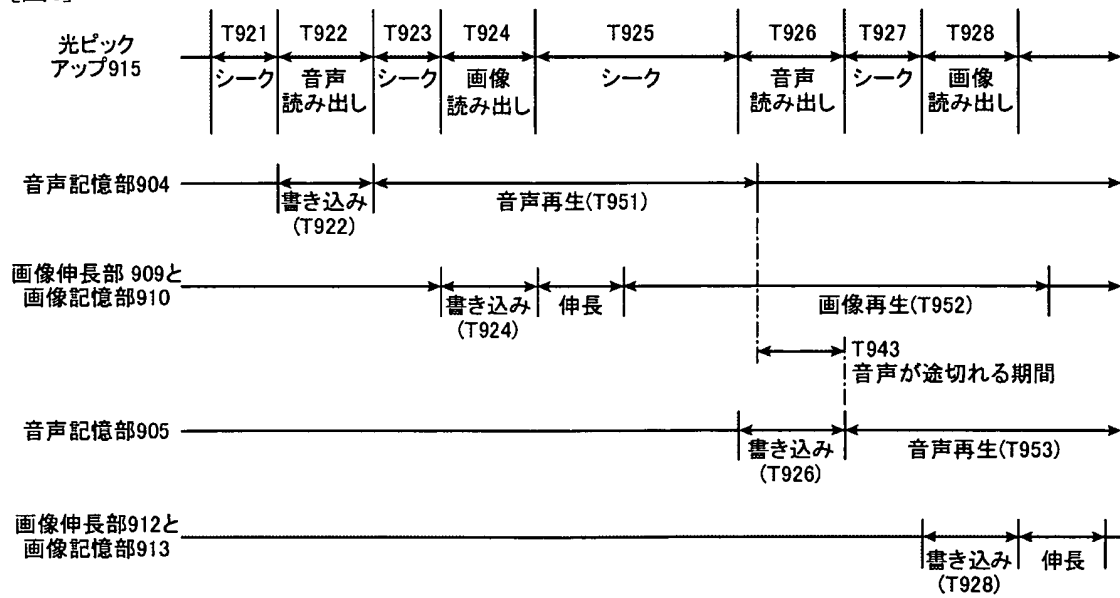 T921 T922 T923 T924 T925 T926 T927 T928
光ピック
アップ915
シーク 音声 シーク 画像 シーク 音声 シーク 画像
読み出し 読み出し 読み出し 読み出し
音声記憶部904
書き込み 音声再生(T951)
(T922)
画像伸長部 909と
画像記憶部910
書き込み 伸長 画像再生(T952)
(T924)
T943
音声が途切れる期間
音声記憶部905
書き込み 音声再生(T953)
(T926)
画像伸長部912と
画像記憶部913
書き込み 伸長
(T928)